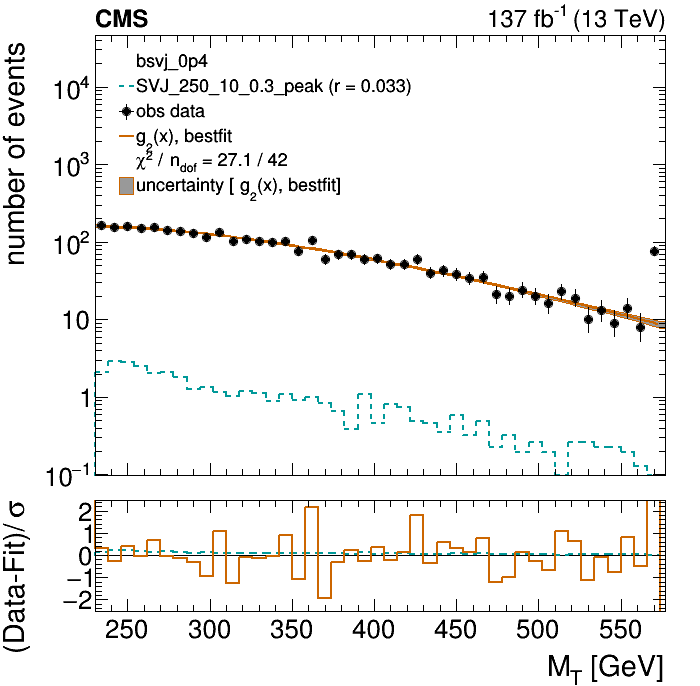 CMS 137 fb⁻¹ (13 TeV)
number of events
10⁴
10³
10²
10
1
10⁻¹
bsvj_0p4
SVJ_250_10_0.3_peak (r = 0.033)
obs data
g₂(x), bestfit
χ² / n_dof = 27.1 / 42
uncertainty [ g₂(x), bestfit]
(Data-Fit)/ σ
2
1
0
−1
−2
250 300 350 400 450 500 550
M_T [GeV]